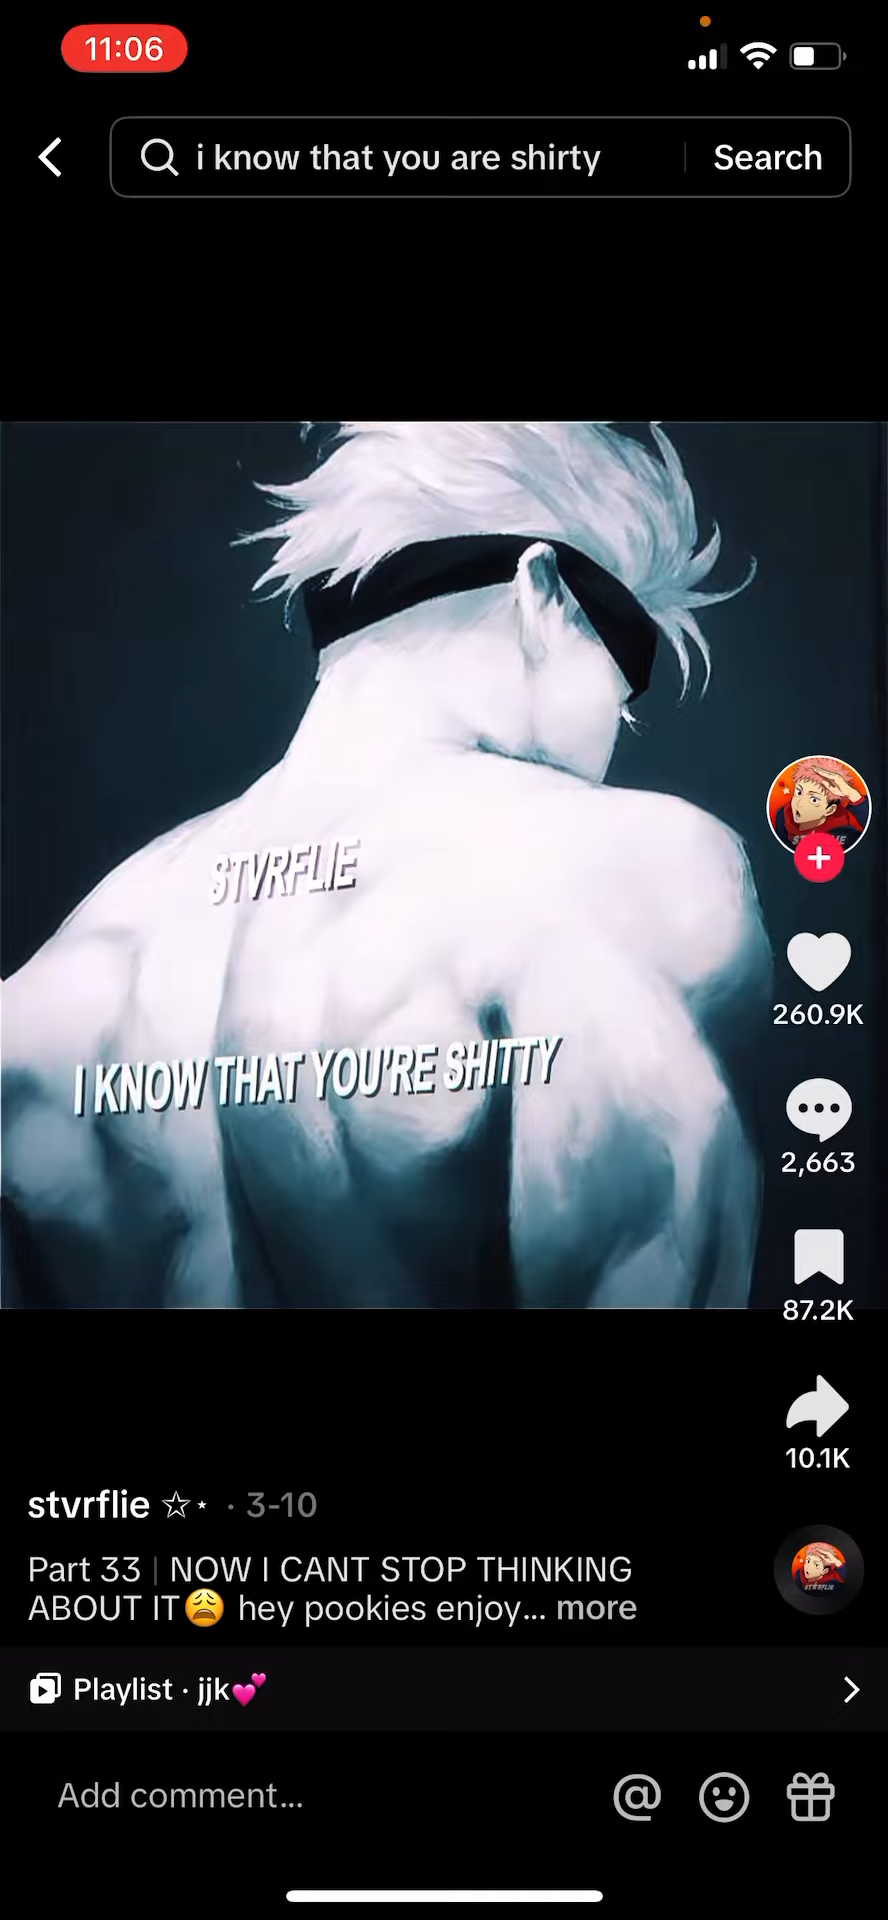 11:06
i know that you are shirty
Search
STVRFLIE
I KNOW THAT YOU'RE SHITTY
260.9K
2,663
87.2K
10.1K
stvrflie ☆⋆ · 3-10
Part 33 | NOW I CANT STOP THINKING
ABOUT IT😩 hey pookies enjoy... more
Playlist · jjk💕
Add comment...